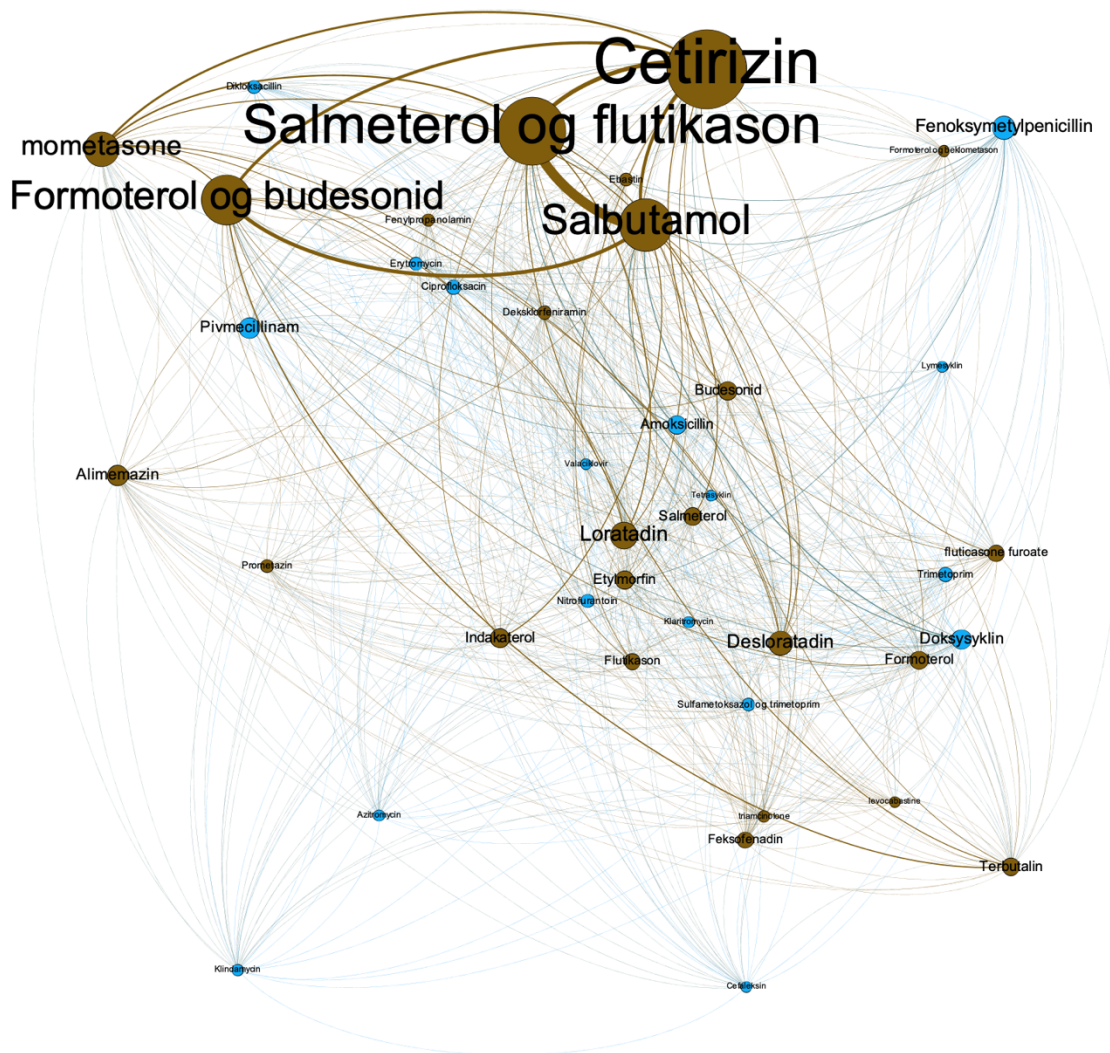 Cetirizin
Dikloksacillin
Salmeterol og flutikason
Fenoksymetylpenicillin
mometasone
Formoterol og beklometason
Ebastin
Formoterol og budesonid
Fenylpropanolamin
Salbutamol
Erytromycin
Ciprofloksacin
Deksklorfeniramin
Pivmecillinam
Lymesyklin
Budesonid
Amoksicillin
Valaciklovir
Alimemazin
Tetrasyklin
Salmeterol
Loratadin
fluticasone furoate
Prometazin
Trimetoprim
Etylmorfin
Nitrofurantoin
Klaritromycin
Indakaterol
Desloratadin
Doksysyklin
Flutikason
Formoterol
Sulfametoksazol og trimetoprim
levocabastine
Azitromycin
triamcinolone
Feksofenadin
Terbutalin
Klindamycin
Cefaleksin